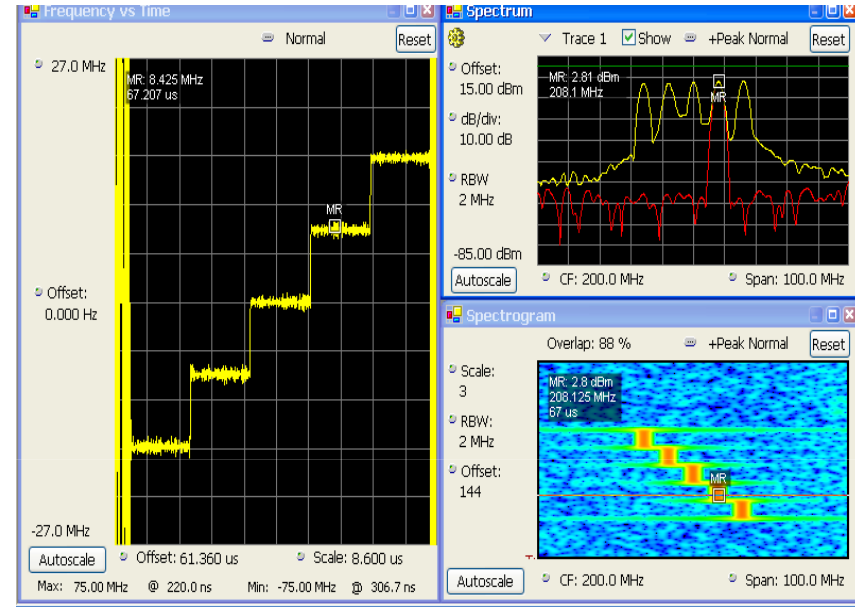 Frequency vs Time
Normal
Reset
27.0 MHz
MR: 8.425 MHz
67.207 us
MR
Offset:
0.000 Hz
-27.0 MHz
Autoscale
Offset: 61.360 us
Scale: 8.600 us
Max: 75.00 MHz @ 220.0 ns
Min: -75.00 MHz @ 306.7 ns
Spectrum
Trace 1
Show
+Peak Normal
Reset
Offset:
15.00 dBm
dB/div:
10.00 dB
RBW
2 MHz
-85.00 dBm
MR: 2.81 dBm
208.1 MHz
MR
Autoscale
CF: 200.0 MHz
Span: 100.0 MHz
Spectrogram
Overlap: 88 %
+Peak Normal
Reset
Scale:
3
RBW:
2 MHz
Offset:
144
MR: 2.8 dBm
208.125 MHz
67 us
MR
Autoscale
CF: 200.0 MHz
Span: 100.0 MHz